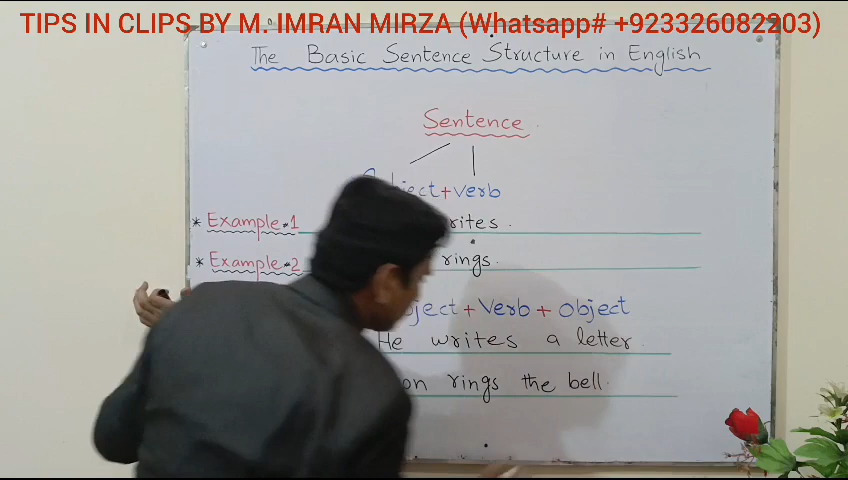 TIPS IN CLIPS BY M. IMRAN MIRZA (Whatsapp# +923326082203)
The Basic Sentence Structure in English
Sentence
+ verb
* Example-1 writes.
* Example-2 rings.
+ Verb + object
He writes a letter.
rings the bell.